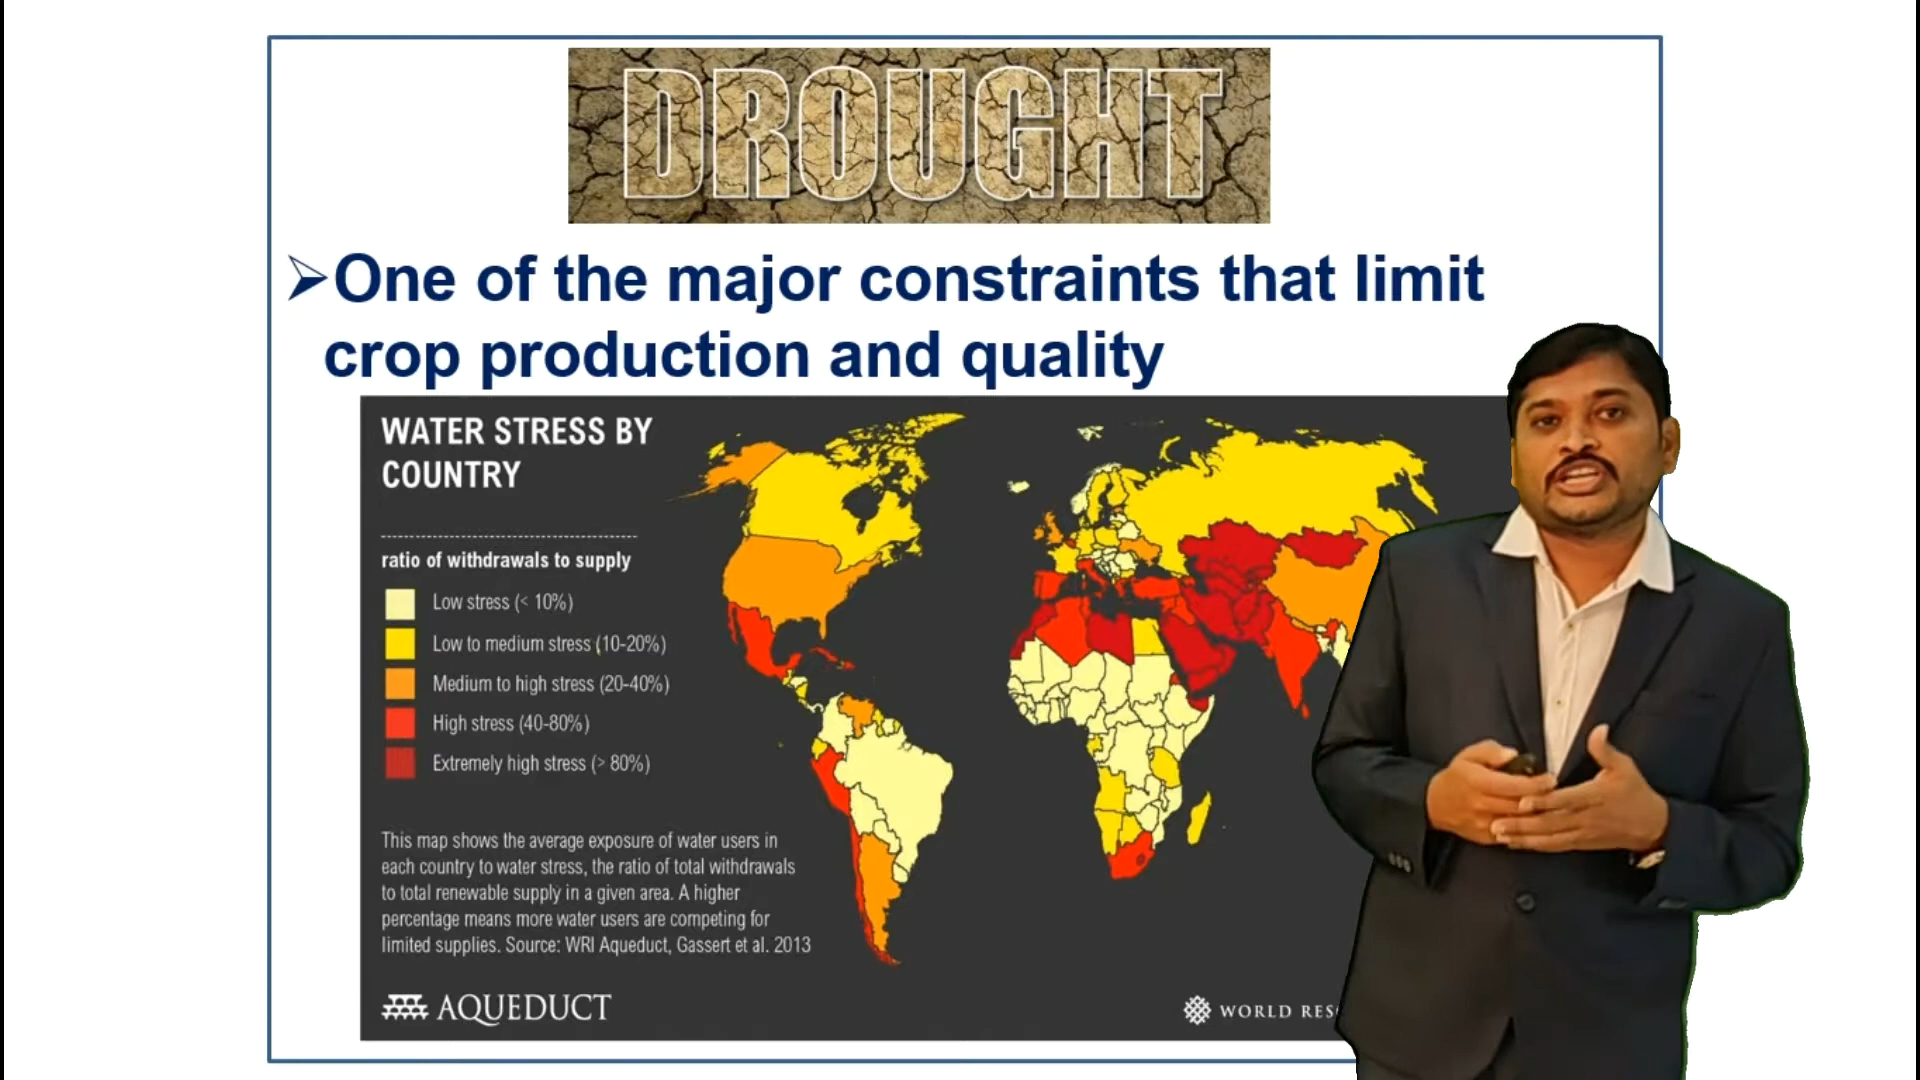 DROUGHT
➢One of the major constraints that limit
crop production and quality
WATER STRESS BY
COUNTRY
ratio of withdrawals to supply
Low stress (< 10%)
Low to medium stress (10-20%)
Medium to high stress (20-40%)
High stress (40-80%)
Extremely high stress (> 80%)
This map shows the average exposure of water users in
each country to water stress, the ratio of total withdrawals
to total renewable supply in a given area. A higher
percentage means more water users are competing for
limited supplies. Source: WRI Aqueduct, Gassert et al. 2013
AQUEDUCT
WORLD